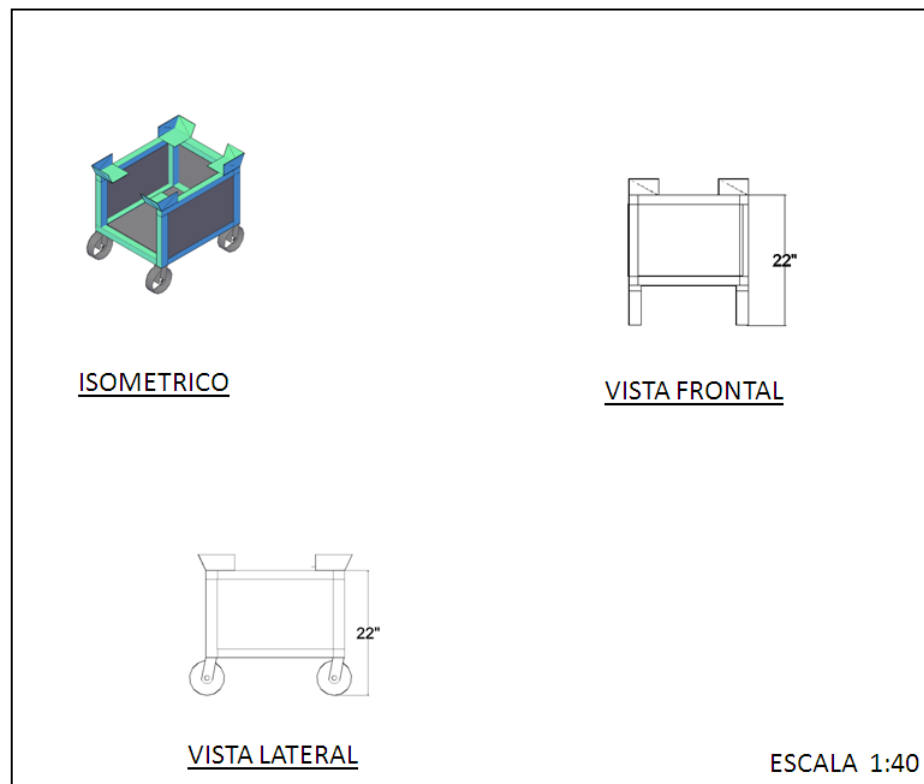 22"
ISOMETRICO
VISTA FRONTAL
22"
VISTA LATERAL
ESCALA 1:40